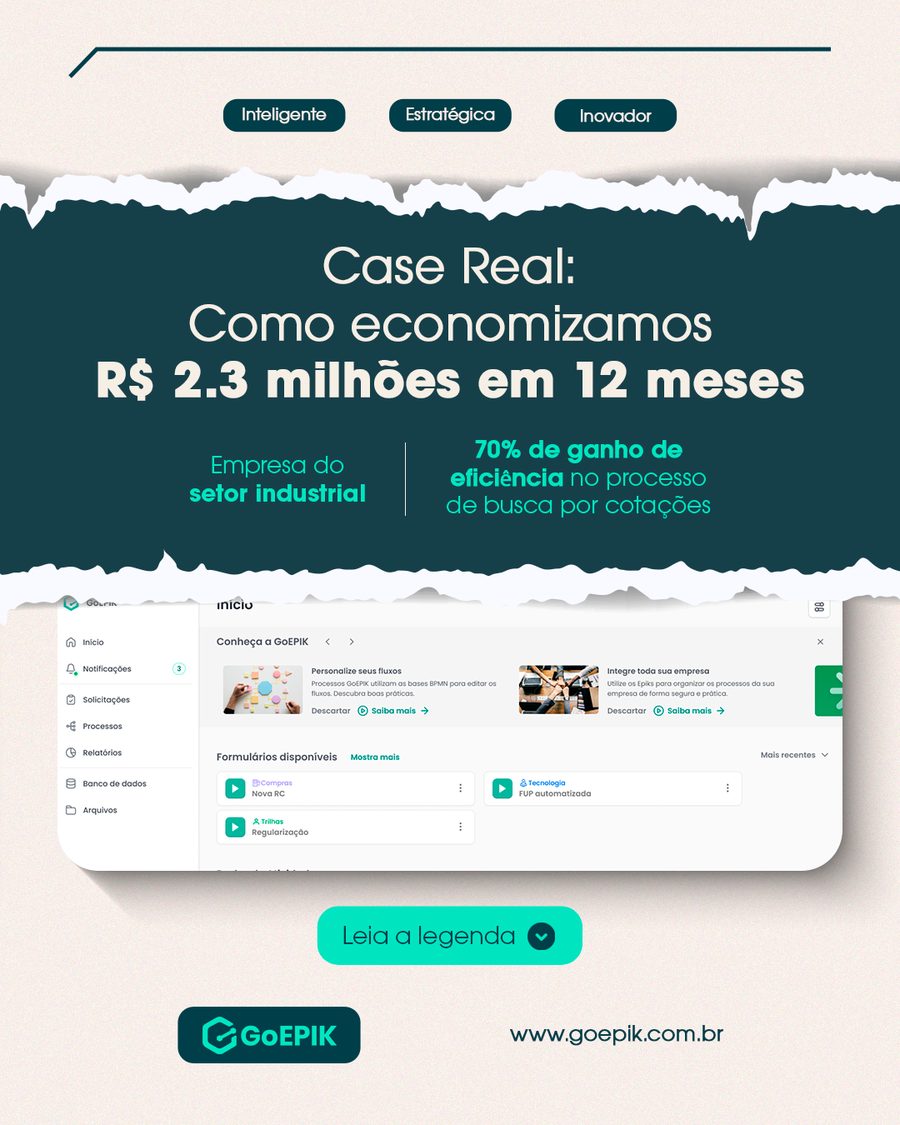 Inteligente
Estratégica
Inovador
Case Real:
Como economizamos
R$ 2.3 milhões em 12 meses
Empresa do
setor industrial
70% de ganho de
eficiência no processo
de busca por cotações
GoEPIK
Início
Início
Notificações
3
Solicitações
Processos
Relatórios
Banco de dados
Arquivos
Conheça a GoEPIK
Personalize seus fluxos
Processos GoEPIK utilizam as bases BPMN para editar os
fluxos. Descubra boas práticas.
Descartar
Saiba mais
Integre toda sua empresa
Utilize os Epiks para organizar os processos da sua
empresa de forma segura e prática.
Descartar
Saiba mais
Formulários disponíveis
Mostra mais
Mais recentes
Compras
Nova RC
Tecnologia
FUP automatizada
Trilhas
Regularização
Leia a legenda
GoEPIK
www.goepik.com.br